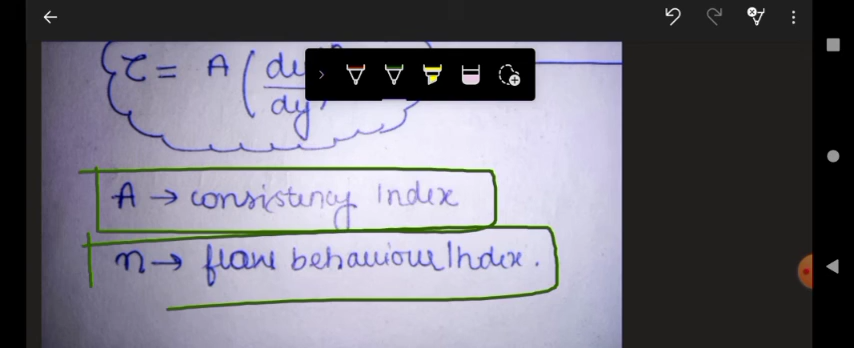 τ = A (du
dy
A → consistency Index
n → flow behaviour Index.